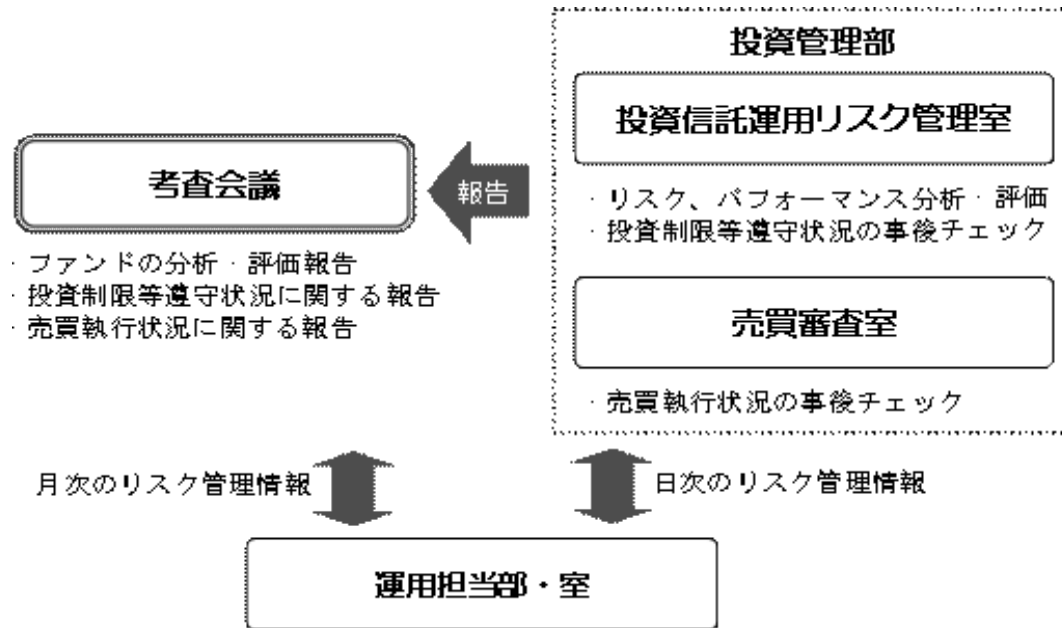 投資管理部
投資信託運用リスク管理室
・リスク、パフォーマンス分析・評価
・投資制限等遵守状況の事後チェック
売買審査室
・売買執行状況の事後チェック
報告
考査会議
・ファンドの分析・評価報告
・投資制限等遵守状況に関する報告
・売買執行状況に関する報告
月次のリスク管理情報
日次のリスク管理情報
運用担当部・室